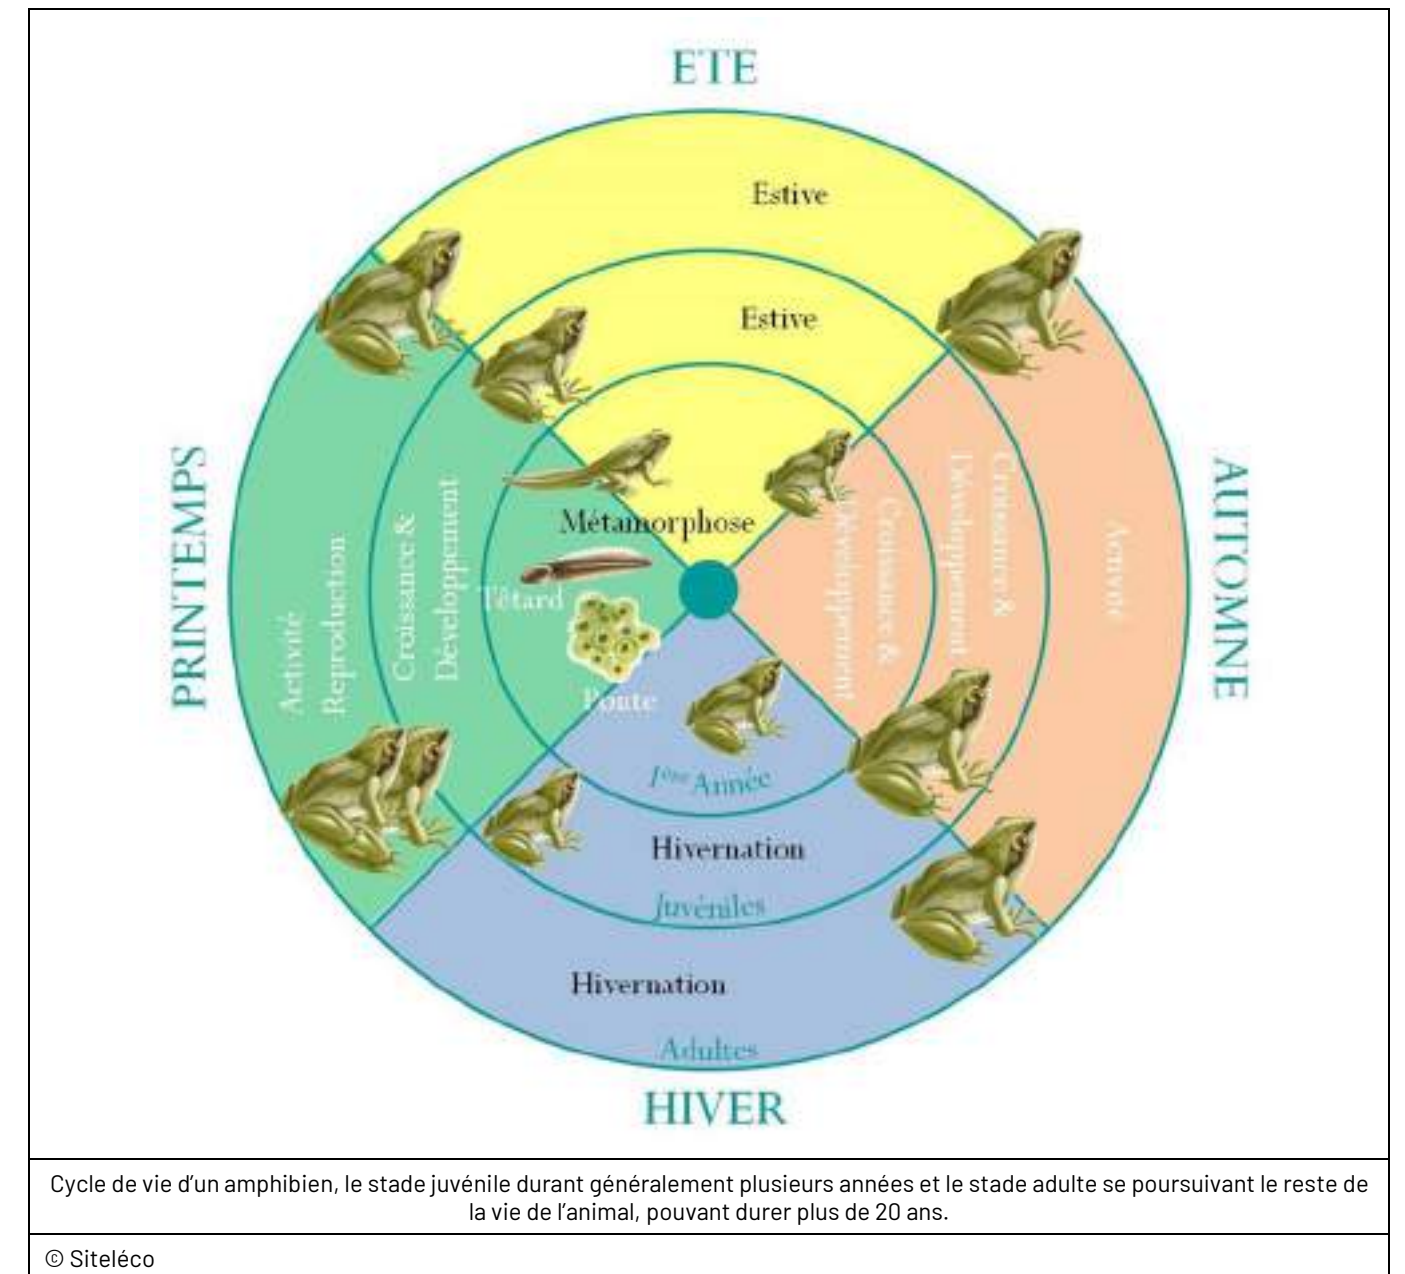 ETE
Estive
Estive
Métamorphose
Têtard
Ponte
PRINTEMPS
Activité
Reproduction
Croissance &
Développement
Croissance &
Développement
Croissance &
Développement
Activité
AUTOMNE
1ère Année
Hivernation
Juvéniles
Hivernation
Adultes
HIVER
Cycle de vie d'un amphibien, le stade juvénile durant généralement plusieurs années et le stade adulte se poursuivant le reste de
la vie de l'animal, pouvant durer plus de 20 ans.
© Siteléco